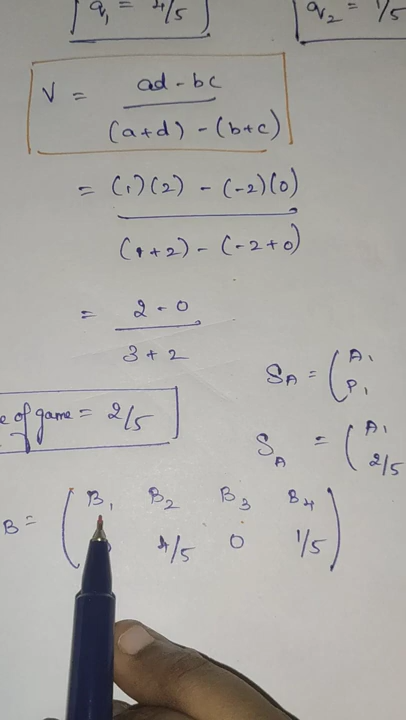 q₁ = 4/5
q₂ = 1/5
V = ad - bc / (a+d) - (b+c)
= (1)(2) - (-2)(0) / (1+2) - (-2+0)
= 2 - 0 / 3 + 2
e of game = 2/5
S_A = ( A₁
P₁
S_A = ( A₁
2/5
B = ( B₁ B₂ B₃ B₄ )
4/5 0 1/5